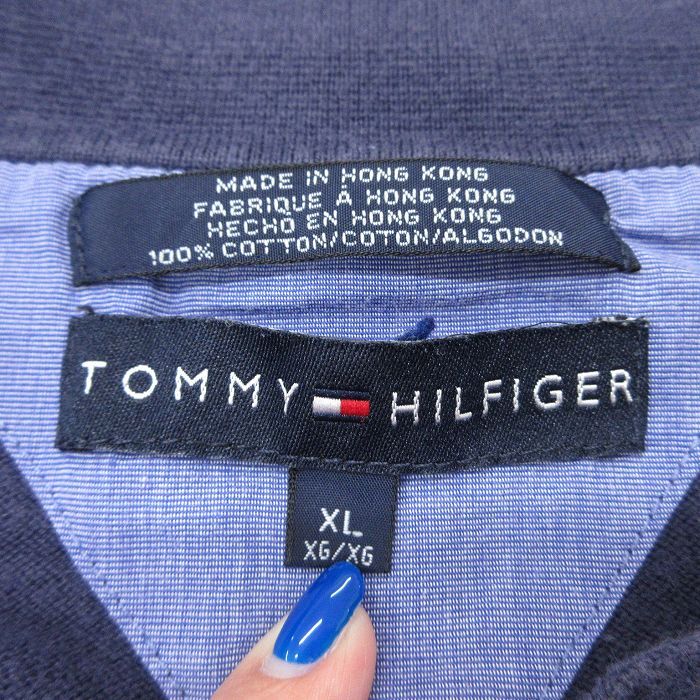 MADE IN HONG KONG
FABRIQUE À HONG KONG
HECHO EN HONG KONG
100% COTTON/COTON/ALGODON
TOMMY HILFIGER
XL
XG/XG